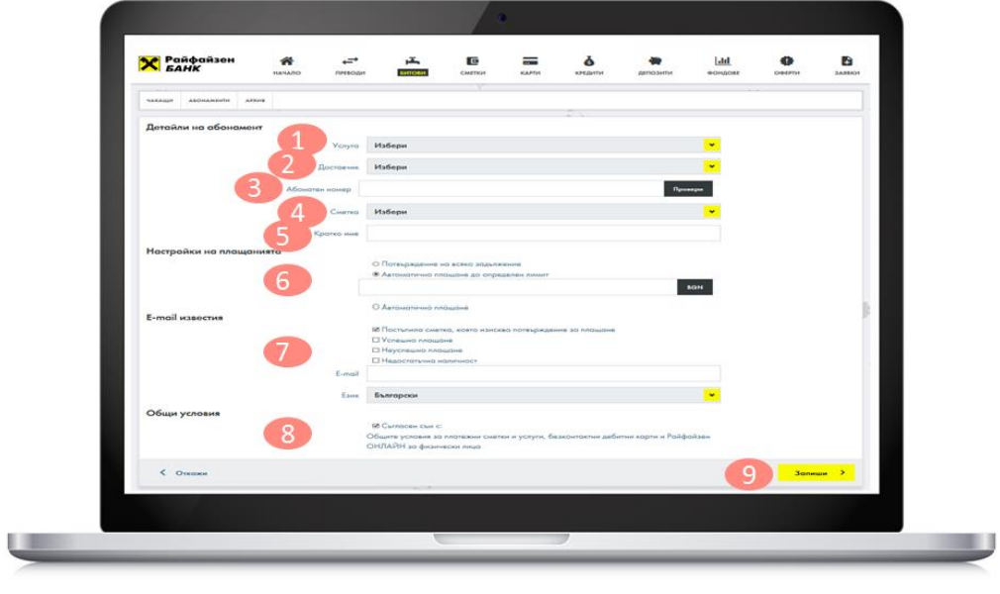 Райфайзен
БАНК
НАЧАЛО ПРЕВОДИ БИТОВИ СМЕТКИ КАРТИ КРЕДИТИ ДЕПОЗИТИ ФОНДОВЕ ОФЕРТИ ЗАЯВКИ
ЧАКАЩИ АБОНАМЕНТИ АРХИВ
Детайли на абонамент
1 Услуга Избери
2 Доставчик Избери
3 Абонатен номер Провери
4 Сметка Избери
5 Кратко име
Настройки на плащанията
Потвърждение на всяко задължение
6 Автоматично плащане до определен лимит
BGN
Автоматично плащане
E-mail известия
Постъпила сметка, която изисква потвърждение за плащане
Успешно плащане
7 Неуспешно плащане
Недостатъчна наличност
E-mail
Език Български
Общи условия
Съгласен съм с:
8 Общите условия за платежни сметки и услуги, безконтактни дебитни карти и Райфайзен
ОНЛАЙН за физически лица
Откажи 9 Запиши